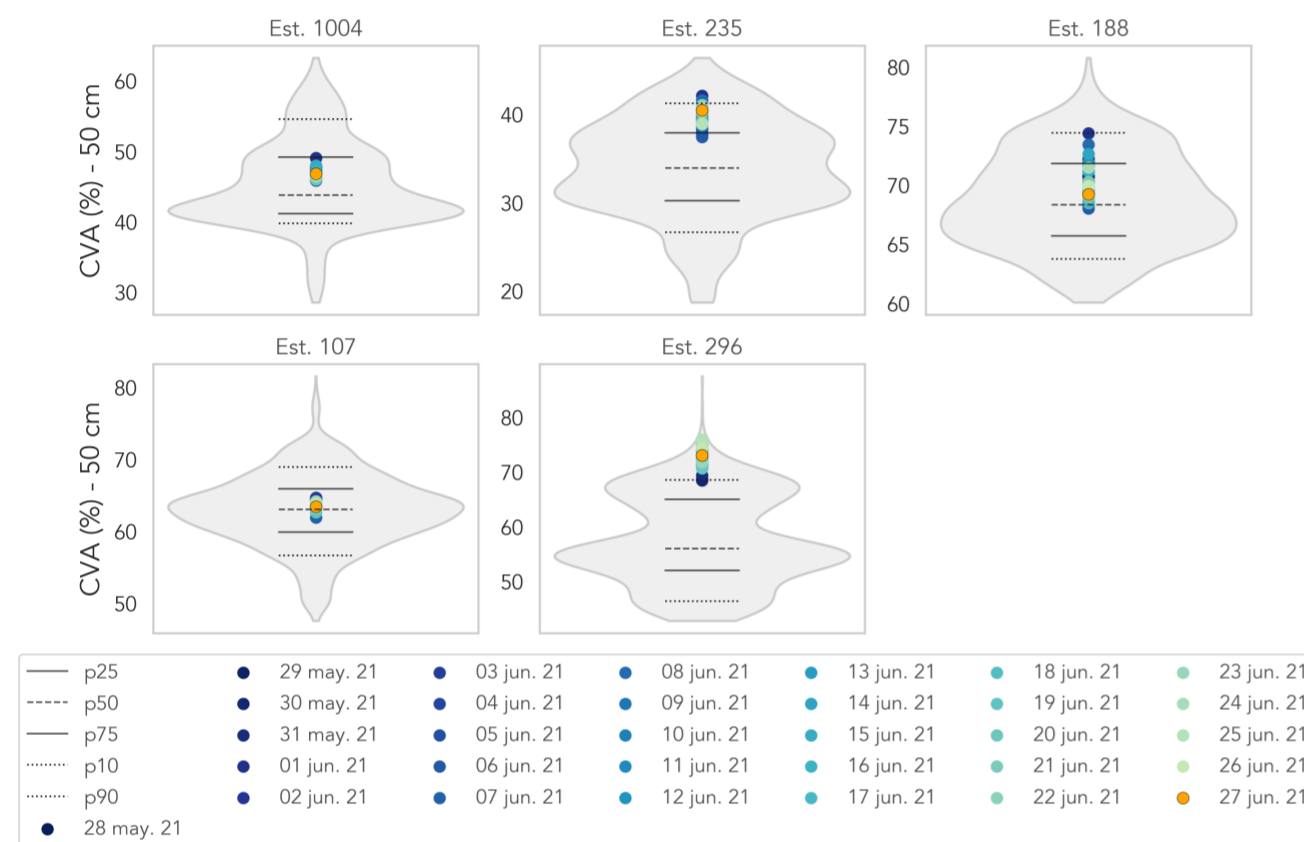 Est. 1004
Est. 235
Est. 188
CVA (%) - 50 cm
60
50
40
30
40
30
20
80
75
70
65
60
Est. 107
Est. 296
CVA (%) - 50 cm
80
70
60
50
80
70
60
50
p25 29 may. 21 03 jun. 21 08 jun. 21 13 jun. 21 18 jun. 21 23 jun. 21
p50 30 may. 21 04 jun. 21 09 jun. 21 14 jun. 21 19 jun. 21 24 jun. 21
p75 31 may. 21 05 jun. 21 10 jun. 21 15 jun. 21 20 jun. 21 25 jun. 21
p10 01 jun. 21 06 jun. 21 11 jun. 21 16 jun. 21 21 jun. 21 26 jun. 21
p90 02 jun. 21 07 jun. 21 12 jun. 21 17 jun. 21 22 jun. 21 27 jun. 21
28 may. 21